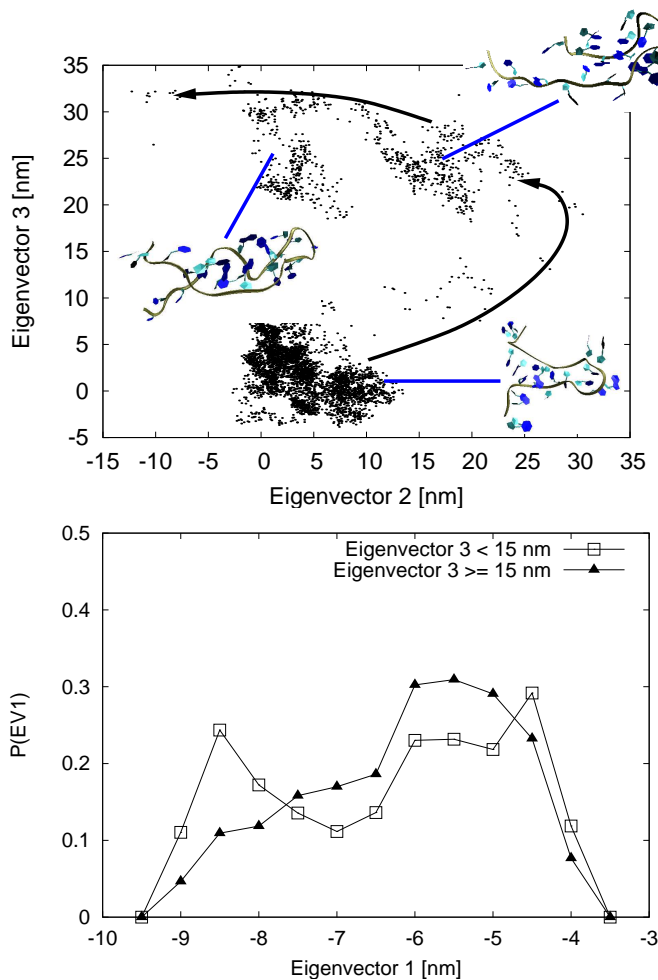 35
30
25
20
15
10
5
0
-5
Eigenvector 3 [nm]
-15 -10 -5 0 5 10 15 20 25 30 35
Eigenvector 2 [nm]
0.5
0.4
0.3
0.2
0.1
0
P(EV1)
Eigenvector 3 < 15 nm
Eigenvector 3 >= 15 nm
-10 -9 -8 -7 -6 -5 -4 -3
Eigenvector 1 [nm]